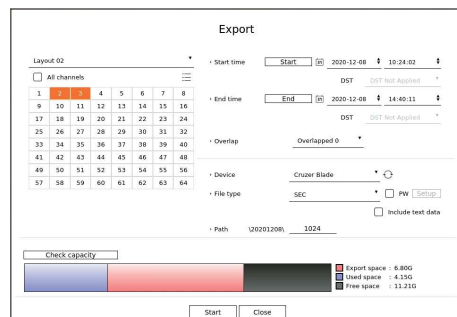 Export
Layout 02
All channels
1 2 3 4 5 6 7 8
9 10 11 12 13 14 15 16
17 18 19 20 21 22 23 24
25 26 27 28 29 30 31 32
33 34 35 36 37 38 39 40
41 42 43 44 45 46 47 48
49 50 51 52 53 54 55 56
57 58 59 60 61 62 63 64
Start time Start 2020-12-08 10:24:02
DST DST Not Applied
End time End 2020-12-08 14:40:11
DST DST Not Applied
Overlap Overlapped 0
Device Cruzer Blade
File type SEC PW Setup
Include text data
Path \20201208\ 1024
Check capacity
Export space : 6.80G
Used space : 4.15G
Free space : 11.21G
Start Close